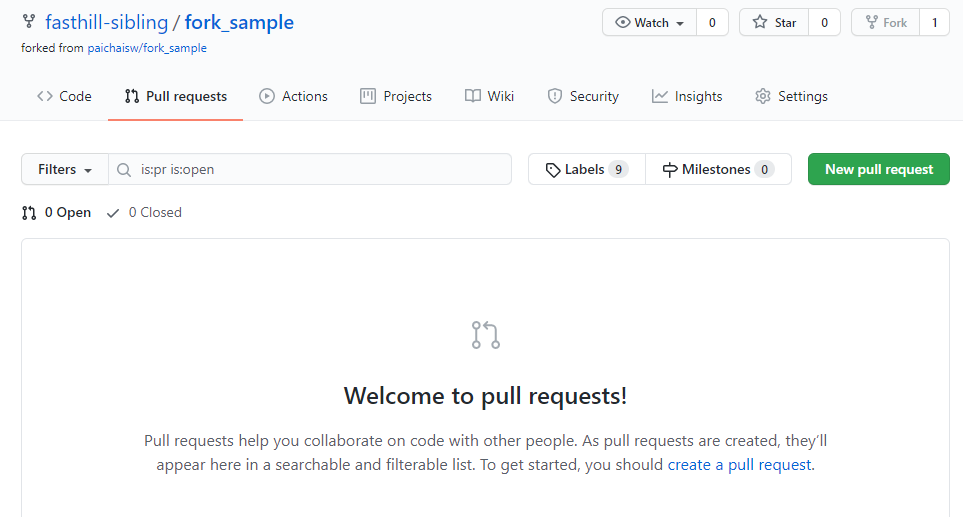 fasthill-sibling / fork_sample
Watch 0 Star 0 Fork 1
forked from paichaisw/fork_sample
Code Pull requests Actions Projects Wiki Security Insights Settings
Filters is:pr is:open Labels 9 Milestones 0 New pull request
0 Open 0 Closed
Welcome to pull requests!
Pull requests help you collaborate on code with other people. As pull requests are created, they’ll
appear here in a searchable and filterable list. To get started, you should create a pull request.